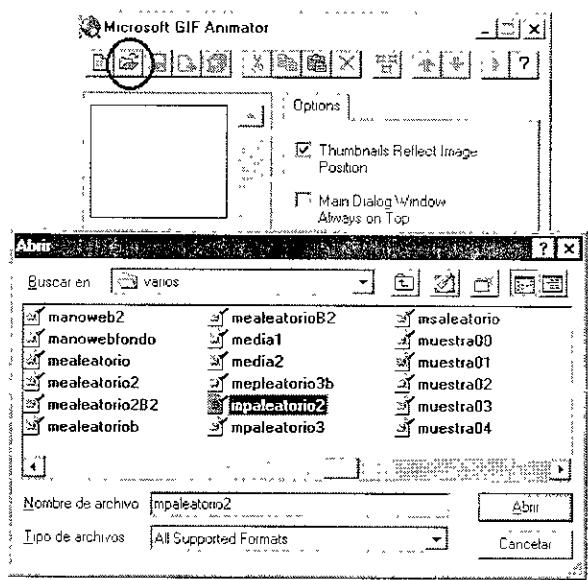 Microsoft GIF Animator
Options
Thumbnails Reflect Image
Position
Main Dialog Window
Always on Top
Abrir
Buscar en varios
manoweb2 mealeatorioB2 msaleatorio
manowebfondo media1 muestra00
mealeatorio media2 muestra01
mealeatorio2 mepleatorio3b muestra02
mealeatorio2B2 mpaleatorio2 muestra03
mealeatoriob mpaleatorio3 muestra04
Nombre de archivo mpaleatorio2 Abrir
Tipo de archivos All Supported Formats Cancelar